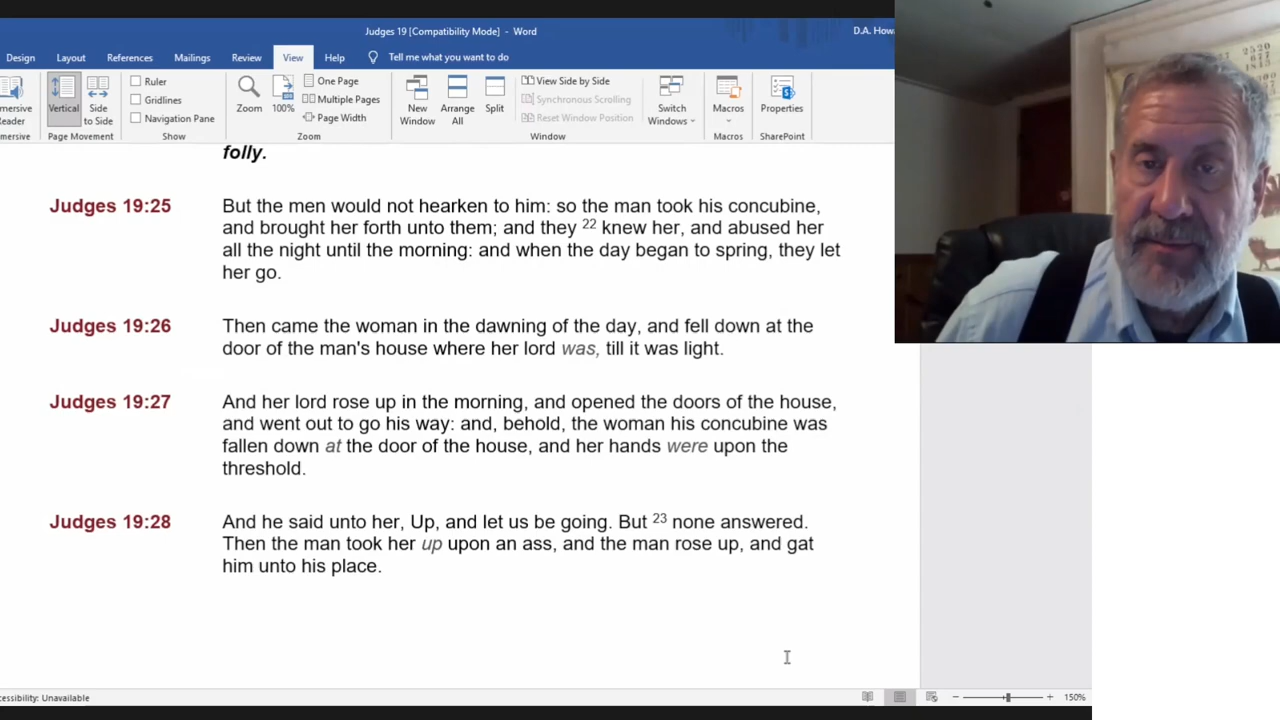 Judges 19 [Compatibility Mode] - Word
D.A. How
Design Layout References Mailings Review View Help Tell me what you want to do
Reader
Vertical
Side to Side
Page Movement
Ruler
Gridlines
Navigation Pane
Show
Zoom
100%
One Page
Multiple Pages
Page Width
Zoom
New Window
Arrange All
Split
View Side by Side
Synchronous Scrolling
Reset Window Position
Window
Switch Windows
Macros
Macros
Properties
SharePoint
2520
folly.
Judges 19:25 But the men would not hearken to him: so the man took his concubine,
and brought her forth unto them; and they 22 knew her, and abused her
all the night until the morning: and when the day began to spring, they let
her go.
Judges 19:26 Then came the woman in the dawning of the day, and fell down at the
door of the man's house where her lord was, till it was light.
Judges 19:27 And her lord rose up in the morning, and opened the doors of the house,
and went out to go his way: and, behold, the woman his concubine was
fallen down at the door of the house, and her hands were upon the
threshold.
Judges 19:28 And he said unto her, Up, and let us be going. But 23 none answered.
Then the man took her up upon an ass, and the man rose up, and gat
him unto his place.
cessibility: Unavailable
150%